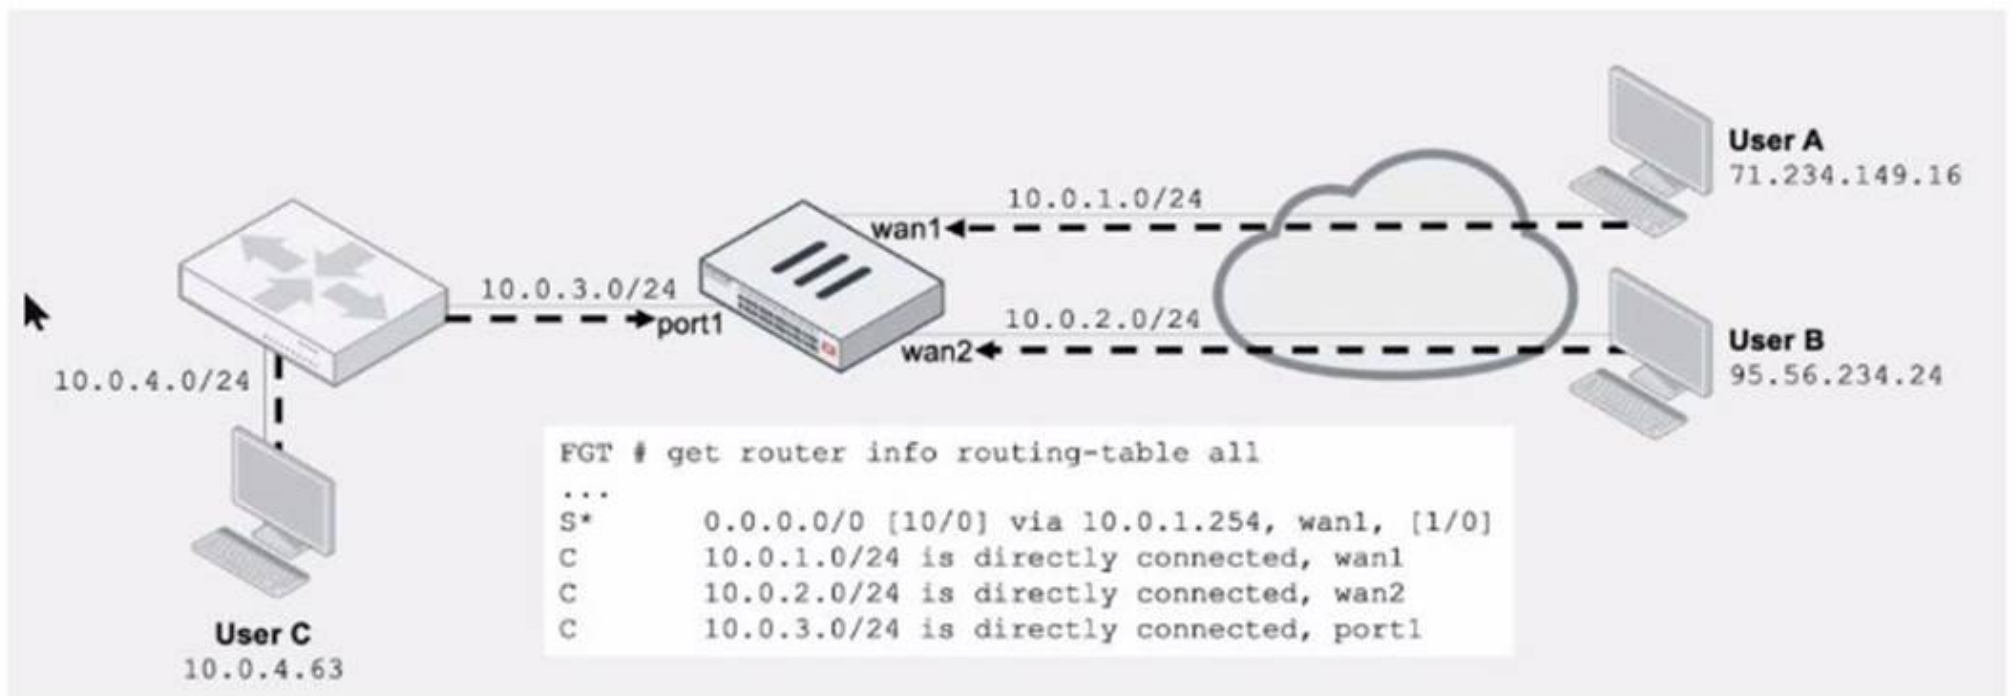 User A
71.234.149.16
10.0.1.0/24
wan1
10.0.3.0/24
port1
10.0.2.0/24
wan2
User B
95.56.234.24
10.0.4.0/24
User C
10.0.4.63
FGT # get router info routing-table all
...
S* 0.0.0.0/0 [10/0] via 10.0.1.254, wan1, [1/0]
C 10.0.1.0/24 is directly connected, wan1
C 10.0.2.0/24 is directly connected, wan2
C 10.0.3.0/24 is directly connected, port1